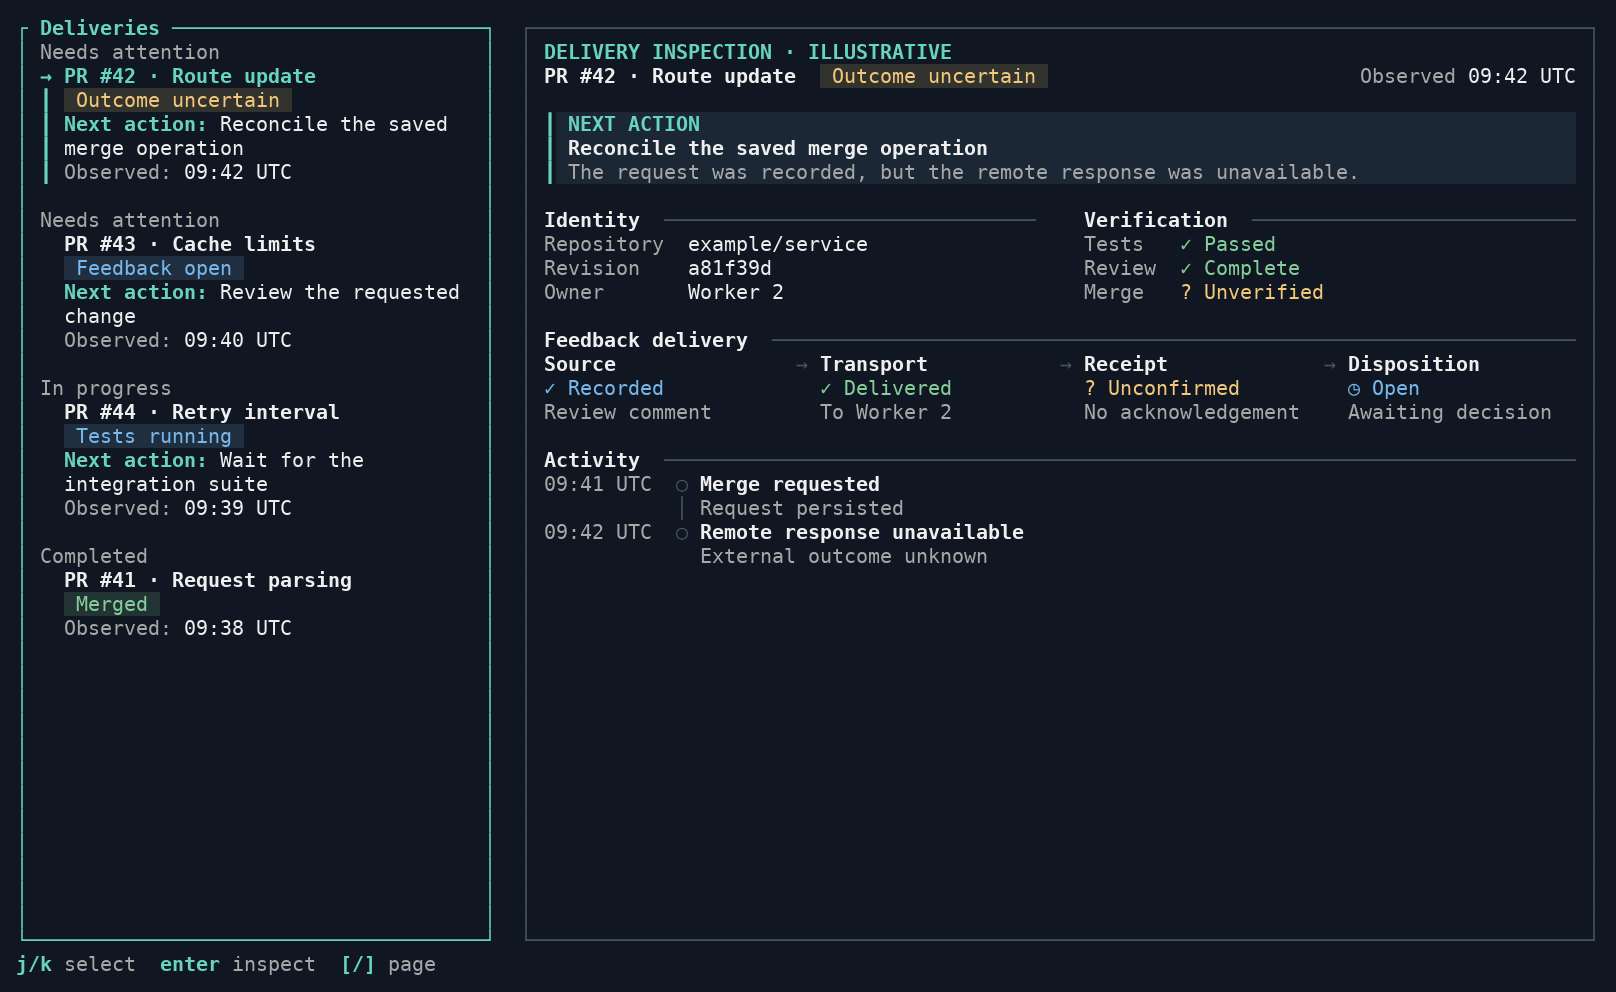 Deliveries
Needs attention
→ PR #42 · Route update
Outcome uncertain
Next action: Reconcile the saved
merge operation
Observed: 09:42 UTC
Needs attention
PR #43 · Cache limits
Feedback open
Next action: Review the requested
change
Observed: 09:40 UTC
In progress
PR #44 · Retry interval
Tests running
Next action: Wait for the
integration suite
Observed: 09:39 UTC
Completed
PR #41 · Request parsing
Merged
Observed: 09:38 UTC
DELIVERY INSPECTION · ILLUSTRATIVE
PR #42 · Route update Outcome uncertain Observed 09:42 UTC
NEXT ACTION
Reconcile the saved merge operation
The request was recorded, but the remote response was unavailable.
Identity
Repository example/service
Revision a81f39d
Owner Worker 2
Verification
Tests ✓ Passed
Review ✓ Complete
Merge ? Unverified
Feedback delivery
Source → Transport → Receipt → Disposition
✓ Recorded ✓ Delivered ? Unconfirmed ◷ Open
Review comment To Worker 2 No acknowledgement Awaiting decision
Activity
09:41 UTC ○ Merge requested
Request persisted
09:42 UTC ○ Remote response unavailable
External outcome unknown
j/k select enter inspect [/] page